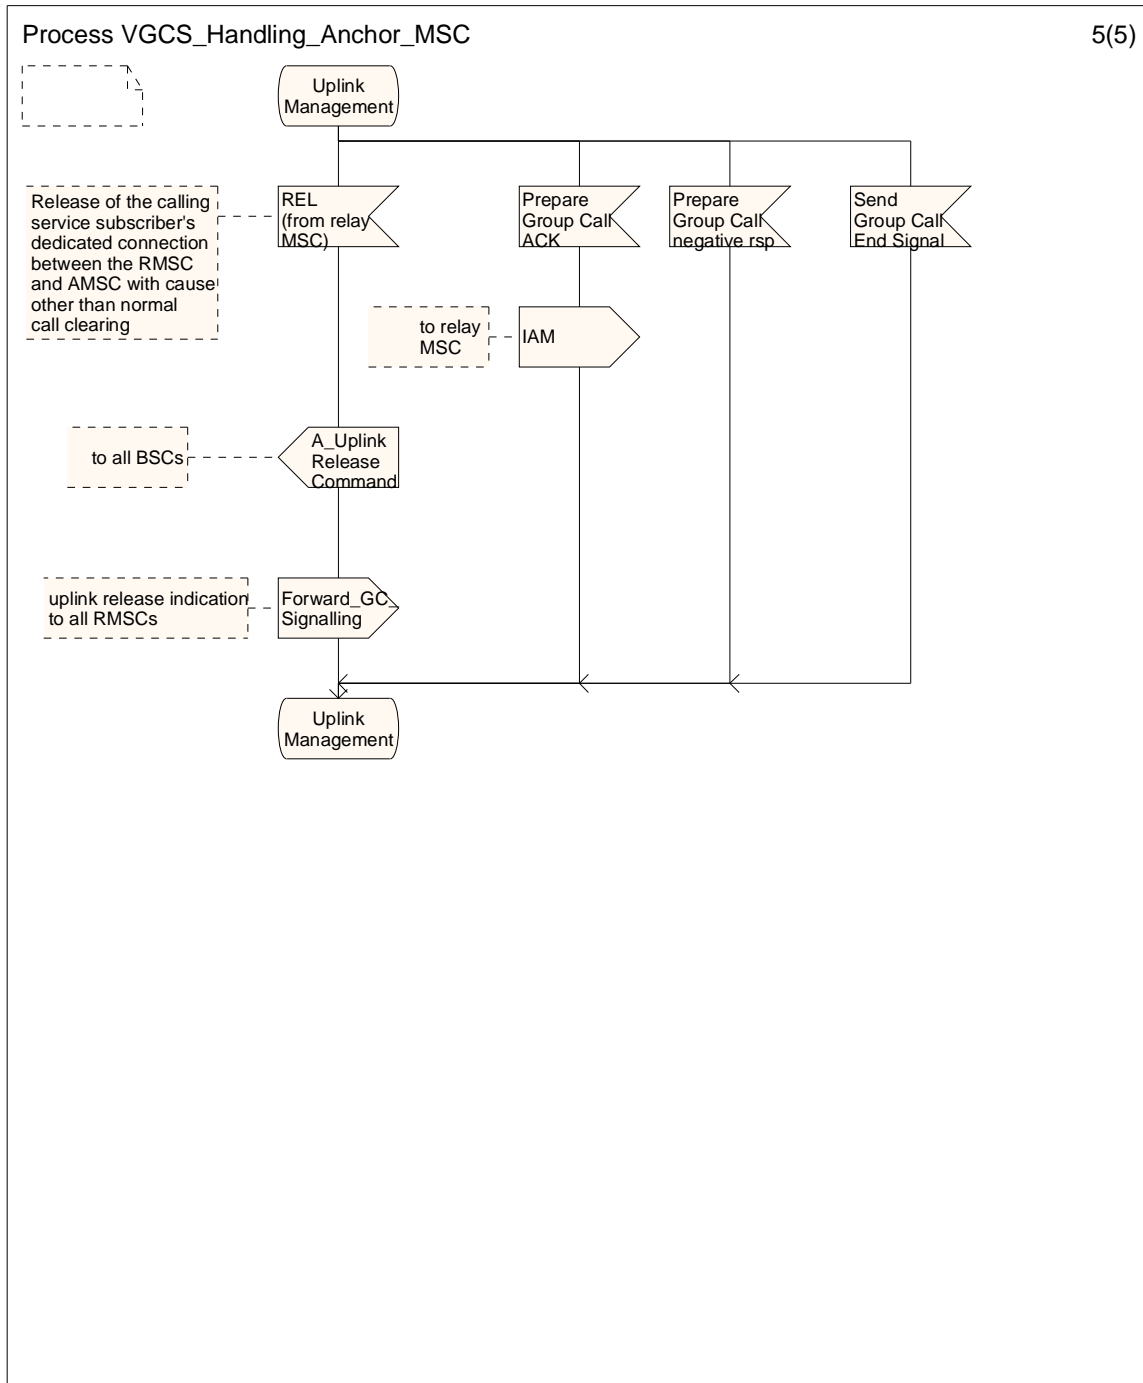 Process VGCS_Handling_Anchor_MSC
5(5)
Uplink
Management
Release of the calling
service subscriber's
dedicated connection
between the RMSC
and AMSC with cause
other than normal
call clearing
REL
(from relay
MSC)
Prepare
Group Call
ACK
Prepare
Group Call
negative rsp
Send
Group Call
End Signal
to relay
MSC
IAM
to all BSCs
A_Uplink
Release
Command
uplink release indication
to all RMSCs
Forward_GC_
Signalling
Uplink
Management